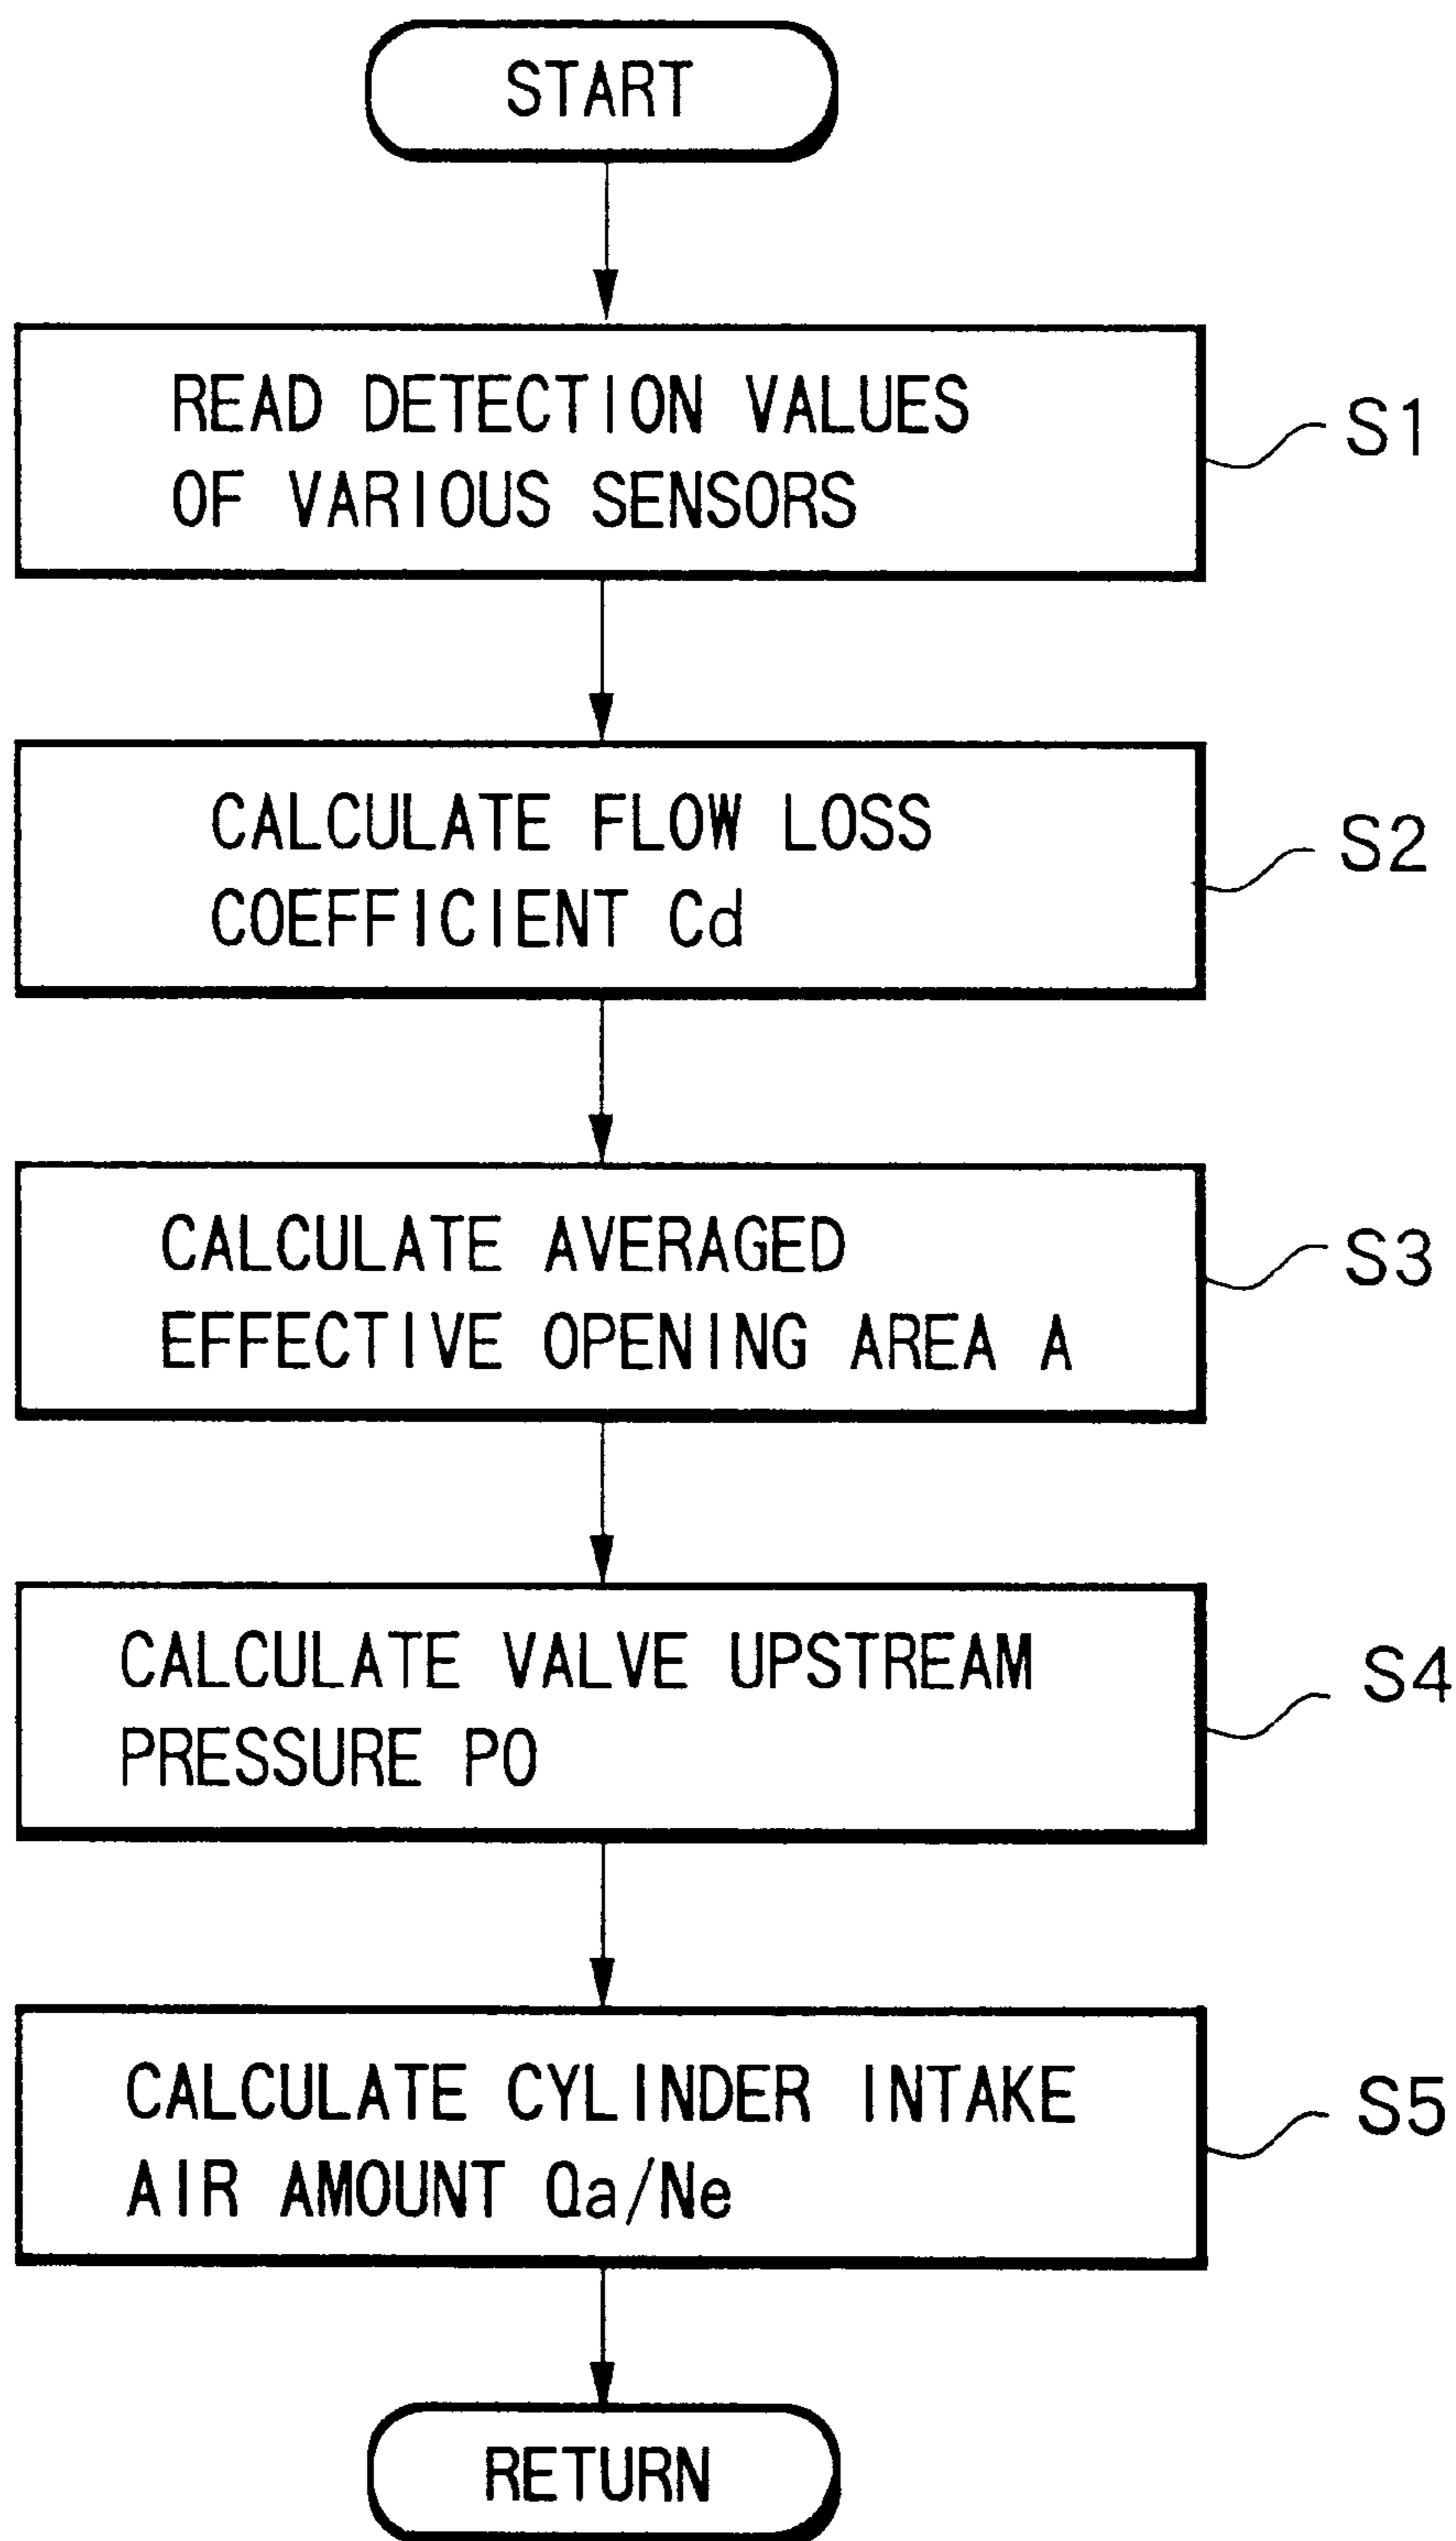 START
READ DETECTION VALUES
OF VARIOUS SENSORS
S1
CALCULATE FLOW LOSS
COEFFICIENT Cd
S2
CALCULATE AVERAGED
EFFECTIVE OPENING AREA A
S3
CALCULATE VALVE UPSTREAM
PRESSURE P0
S4
CALCULATE CYLINDER INTAKE
AIR AMOUNT Qa/Ne
S5
RETURN